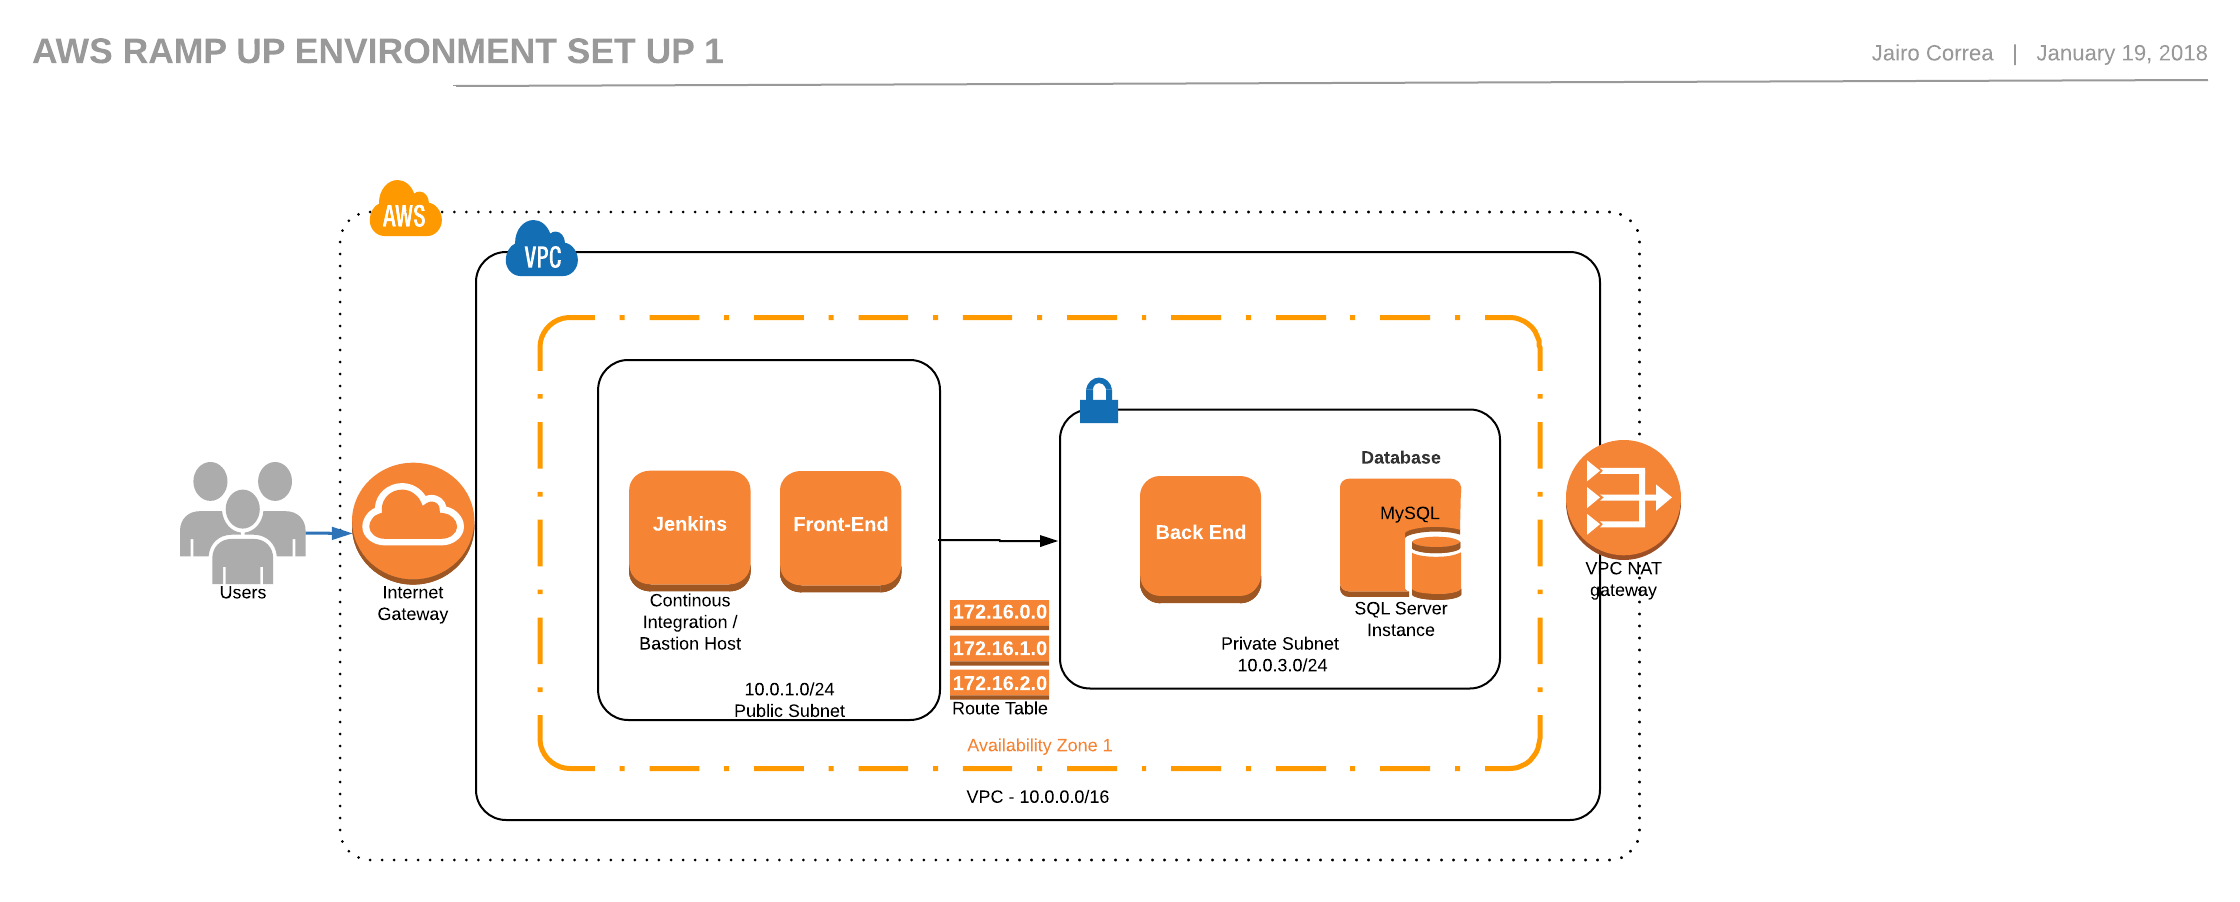 AWS RAMP UP ENVIRONMENT SET UP 1
Jairo Correa | January 19, 2018
AWS
VPC
Users
Internet
Gateway
Jenkins
Continous
Integration /
Bastion Host
Front-End
10.0.1.0/24
Public Subnet
172.16.0.0
172.16.1.0
172.16.2.0
Route Table
Back End
Database
MySQL
SQL Server
Instance
Private Subnet
10.0.3.0/24
VPC NAT
gateway
Availability Zone 1
VPC - 10.0.0.0/16